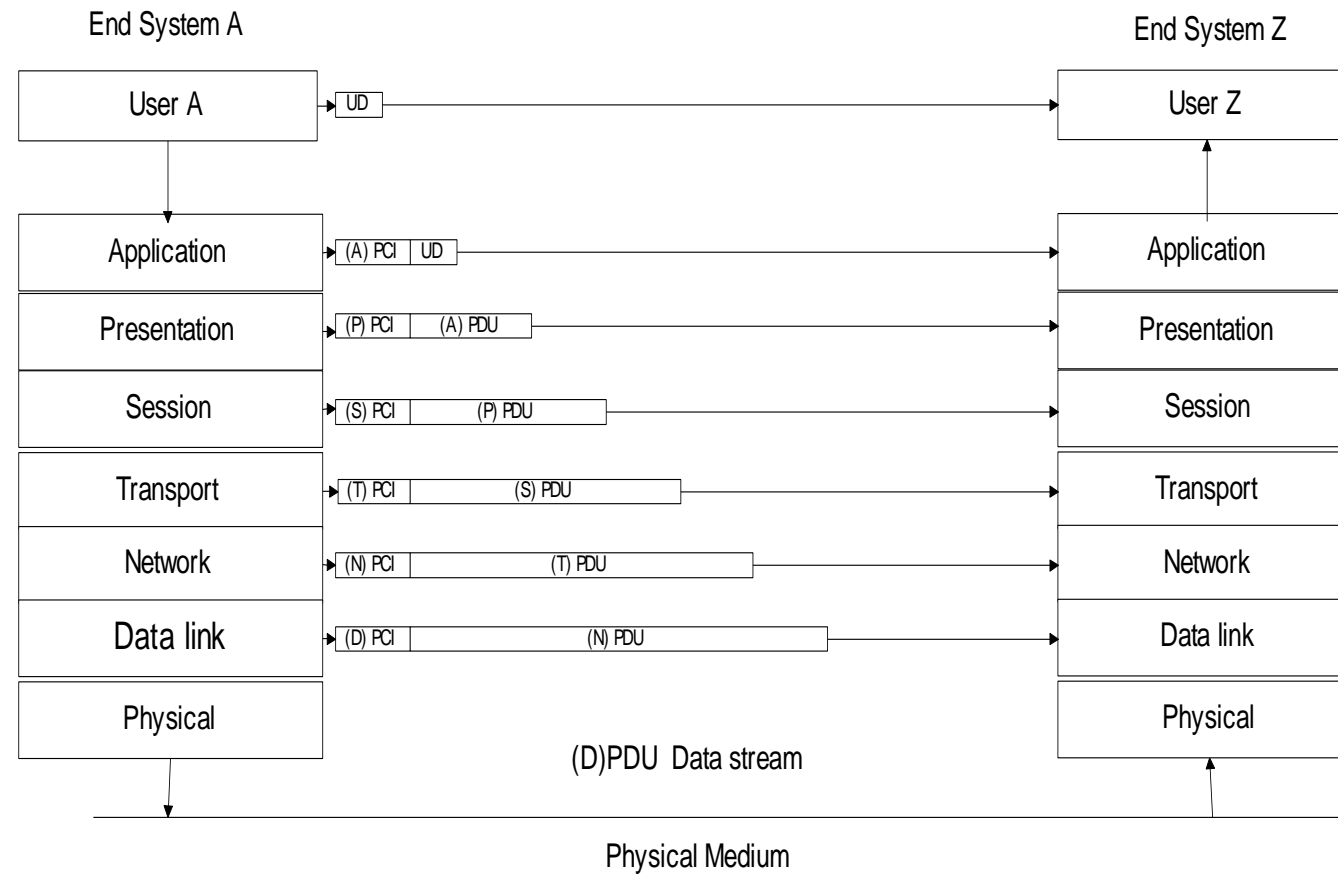 End System A
End System Z
User A
UD
User Z
Application
(A) PCI UD
Application
Presentation
(P) PCI (A) PDU
Presentation
Session
(S) PCI (P) PDU
Session
Transport
(T) PCI (S) PDU
Transport
Network
(N) PCI (T) PDU
Network
Data link
(D) PCI (N) PDU
Data link
Physical
Physical
(D)PDU Data stream
Physical Medium